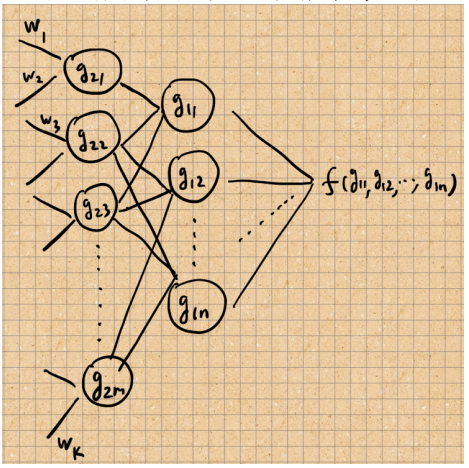 w₁
w₂
g₂₁
w₃
g₂₂
g₂₃
g₂ₘ
wₖ
g₁₁
g₁₂
g₁ₙ
f(g₁₁,g₁₂,⋯,g₁ₙ)